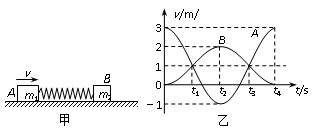 v
A m₁ m₂ B
甲
v/m/
3
2
1
0
−1
A
B
t₁ t₂ t₃ t₄ t/s
乙